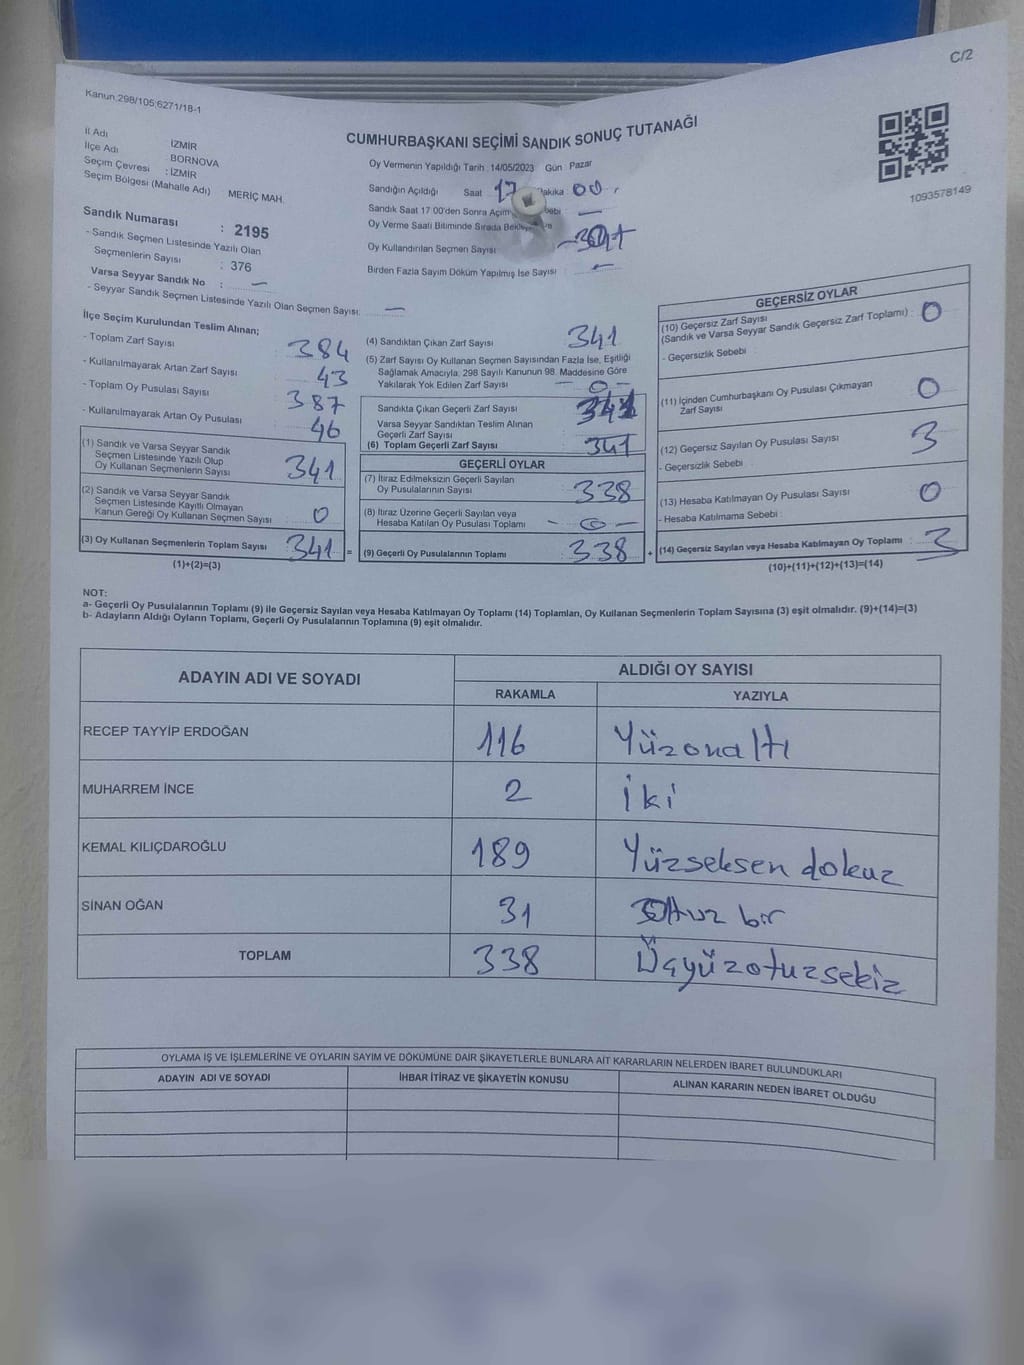 C/2
Kanun.298/105;6271/18-1
CUMHURBAŞKANI SEÇİMİ SANDIK SONUÇ TUTANAĞI
İl Adı İZMİR
İlçe Adı BORNOVA
Seçim Çevresi : İZMİR
Seçim Bölgesi (Mahalle Adı) MERİÇ MAH.
Oy Vermenin Yapıldığı Tarih : 14/05/2023 Gün : Pazar
Sandığın Açıldığı Saat 17 Dakika 00
Sandık Saat 17 00'den Sonra Açım
Oy Verme Saati Bitiminde Sırada
Oy Kullandırılan Seçmen Sayısı
Birden Fazla Sayım Döküm Yapılmış İse Sayısı : —
1093578149
Sandık Numarası : 2195
- Sandık Seçmen Listesinde Yazılı Olan
Seçmenlerin Sayısı : 376
Varsa Seyyar Sandık No : —
- Seyyar Sandık Seçmen Listesinde Yazılı Olan Seçmen Sayısı: —
İlçe Seçim Kurulundan Teslim Alınan;
- Toplam Zarf Sayısı 384
- Kullanılmayarak Artan Zarf Sayısı 43
- Toplam Oy Pusulası Sayısı 387
- Kullanılmayarak Artan Oy Pusulası 46
(1) Sandık ve Varsa Seyyar Sandık
Seçmen Listesinde Yazılı Olup
Oy Kullanan Seçmenlerin Sayısı 341
(2) Sandık ve Varsa Seyyar Sandık
Seçmen Listesinde Kayıtlı Olmayan
Kanun Gereği Oy Kullanan Seçmen Sayısı 0
(3) Oy Kullanan Seçmenlerin Toplam Sayısı : 341 =
(1)+(2)=(3)
(4) Sandıktan Çıkan Zarf Sayısı : 341
(5) Zarf Sayısı Oy Kullanan Seçmen Sayısından Fazla İse, Eşitliği
Sağlamak Amacıyla, 298 Sayılı Kanunun 98. Maddesine Göre
Yakılarak Yok Edilen Zarf Sayısı — 0 —
Sandıkta Çıkan Geçerli Zarf Sayısı 341
Varsa Seyyar Sandıktan Teslim Alınan
Geçerli Zarf Sayısı
(6) Toplam Geçerli Zarf Sayısı : 341
GEÇERLİ OYLAR
(7) İtiraz Edilmeksizin Geçerli Sayılan
Oy Pusulalarının Sayısı : 338
(8) İtiraz Üzerine Geçerli Sayılan veya
Hesaba Katılan Oy Pusulası Toplamı — 0 —
(9) Geçerli Oy Pusulalarının Toplamı : 338 +
GEÇERSİZ OYLAR
(10) Geçersiz Zarf Sayısı
(Sandık ve Varsa Seyyar Sandık Geçersiz Zarf Toplamı) : 0
- Geçersizlik Sebebi :
(11) İçinden Cumhurbaşkanı Oy Pusulası Çıkmayan
Zarf Sayısı 0
(12) Geçersiz Sayılan Oy Pusulası Sayısı 3
- Geçersizlik Sebebi
(13) Hesaba Katılmayan Oy Pusulası Sayısı 0
- Hesaba Katılmama Sebebi :
(14) Geçersiz Sayılan veya Hesaba Katılmayan Oy Toplamı : 3
(10)+(11)+(12)+(13)=(14)
NOT:
a- Geçerli Oy Pusulalarının Toplamı (9) ile Geçersiz Sayılan veya Hesaba Katılmayan Oy Toplamı (14) Toplamları, Oy Kullanan Seçmenlerin Toplam Sayısına (3) eşit olmalıdır. (9)+(14)=(3)
b- Adayların Aldığı Oyların Toplamı, Geçerli Oy Pusulalarının Toplamına (9) eşit olmalıdır.
ADAYIN ADI VE SOYADI ALDIĞI OY SAYISI
RAKAMLA YAZIYLA
RECEP TAYYİP ERDOĞAN 116 Yüzonaltı
MUHARREM İNCE 2 İki
KEMAL KILIÇDAROĞLU 189 Yüzseksen dokuz
SİNAN OĞAN 31 Otuz bir
TOPLAM 338 Üçyüzotuzsekiz
OYLAMA İŞ VE İŞLEMLERİNE VE OYLARIN SAYIM VE DÖKÜMÜNE DAİR ŞİKAYETLERLE BUNLARA AİT KARARLARIN NELERDEN İBARET BULUNDUKLARI
ADAYIN ADI VE SOYADI İHBAR İTİRAZ VE ŞİKAYETİN KONUSU ALINAN KARARIN NEDEN İBARET OLDUĞU